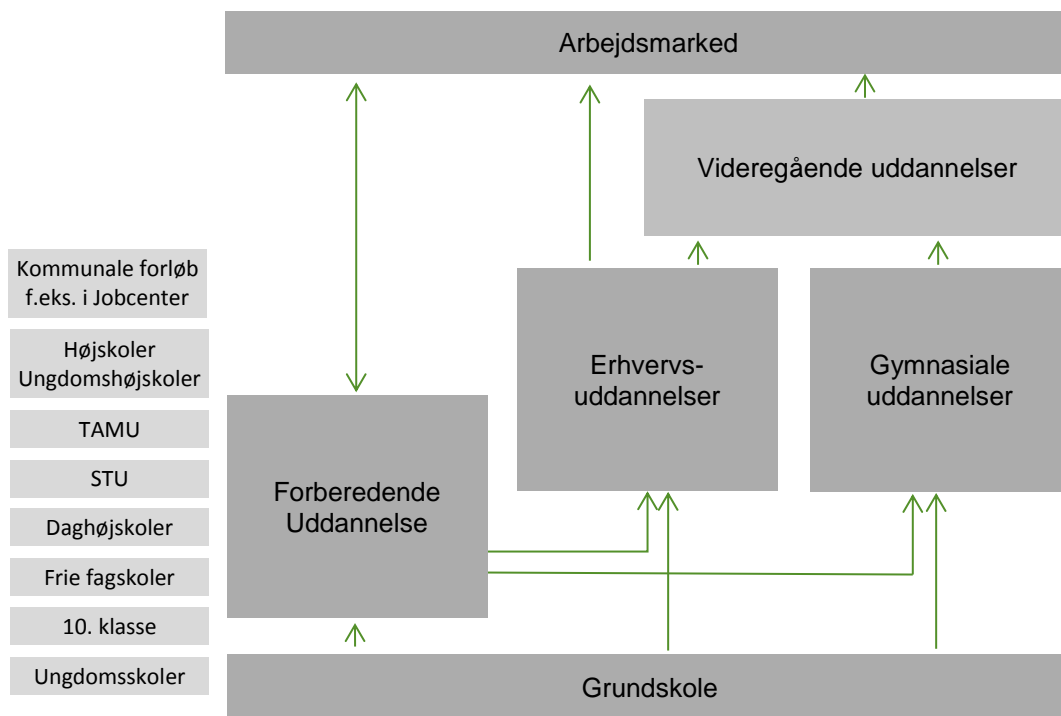 Arbejdsmarked
Videregående uddannelser
Kommunale forløb
f.eks. i Jobcenter
Højskoler
Ungdomshøjskoler
TAMU
STU
Daghøjskoler
Frie fagskoler
10. klasse
Ungdomsskoler
Erhvervs-
uddannelser
Gymnasiale
uddannelser
Forberedende
Uddannelse
Grundskole